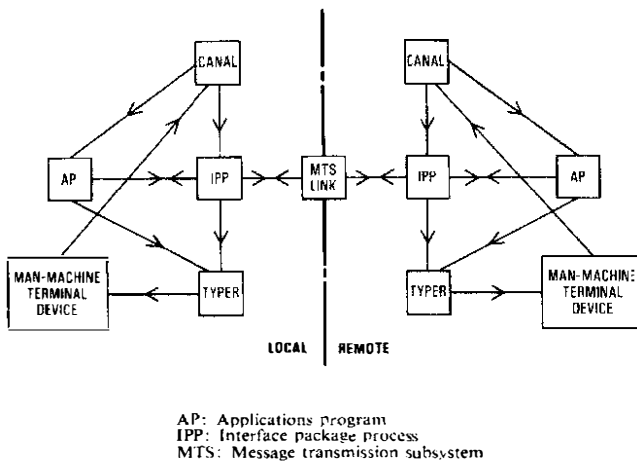 CANAL
CANAL
AP
IPP
MTS
LINK
IPP
AP
MAN-MACHINE
TERMINAL
DEVICE
TYPER
TYPER
MAN-MACHINE
TERMINAL
DEVICE
LOCAL
REMOTE
AP: Applications program
IPP: Interface package process
MTS: Message transmission subsystem